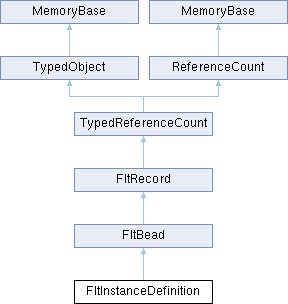 MemoryBase MemoryBase
TypedObject ReferenceCount
TypedReferenceCount
FltRecord
FltBead
FltInstanceDefinition